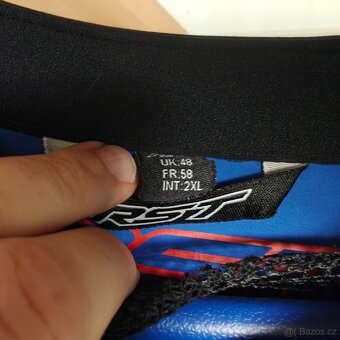 UK:48
FR:58
INT:2XL
RST
Bazos.cz